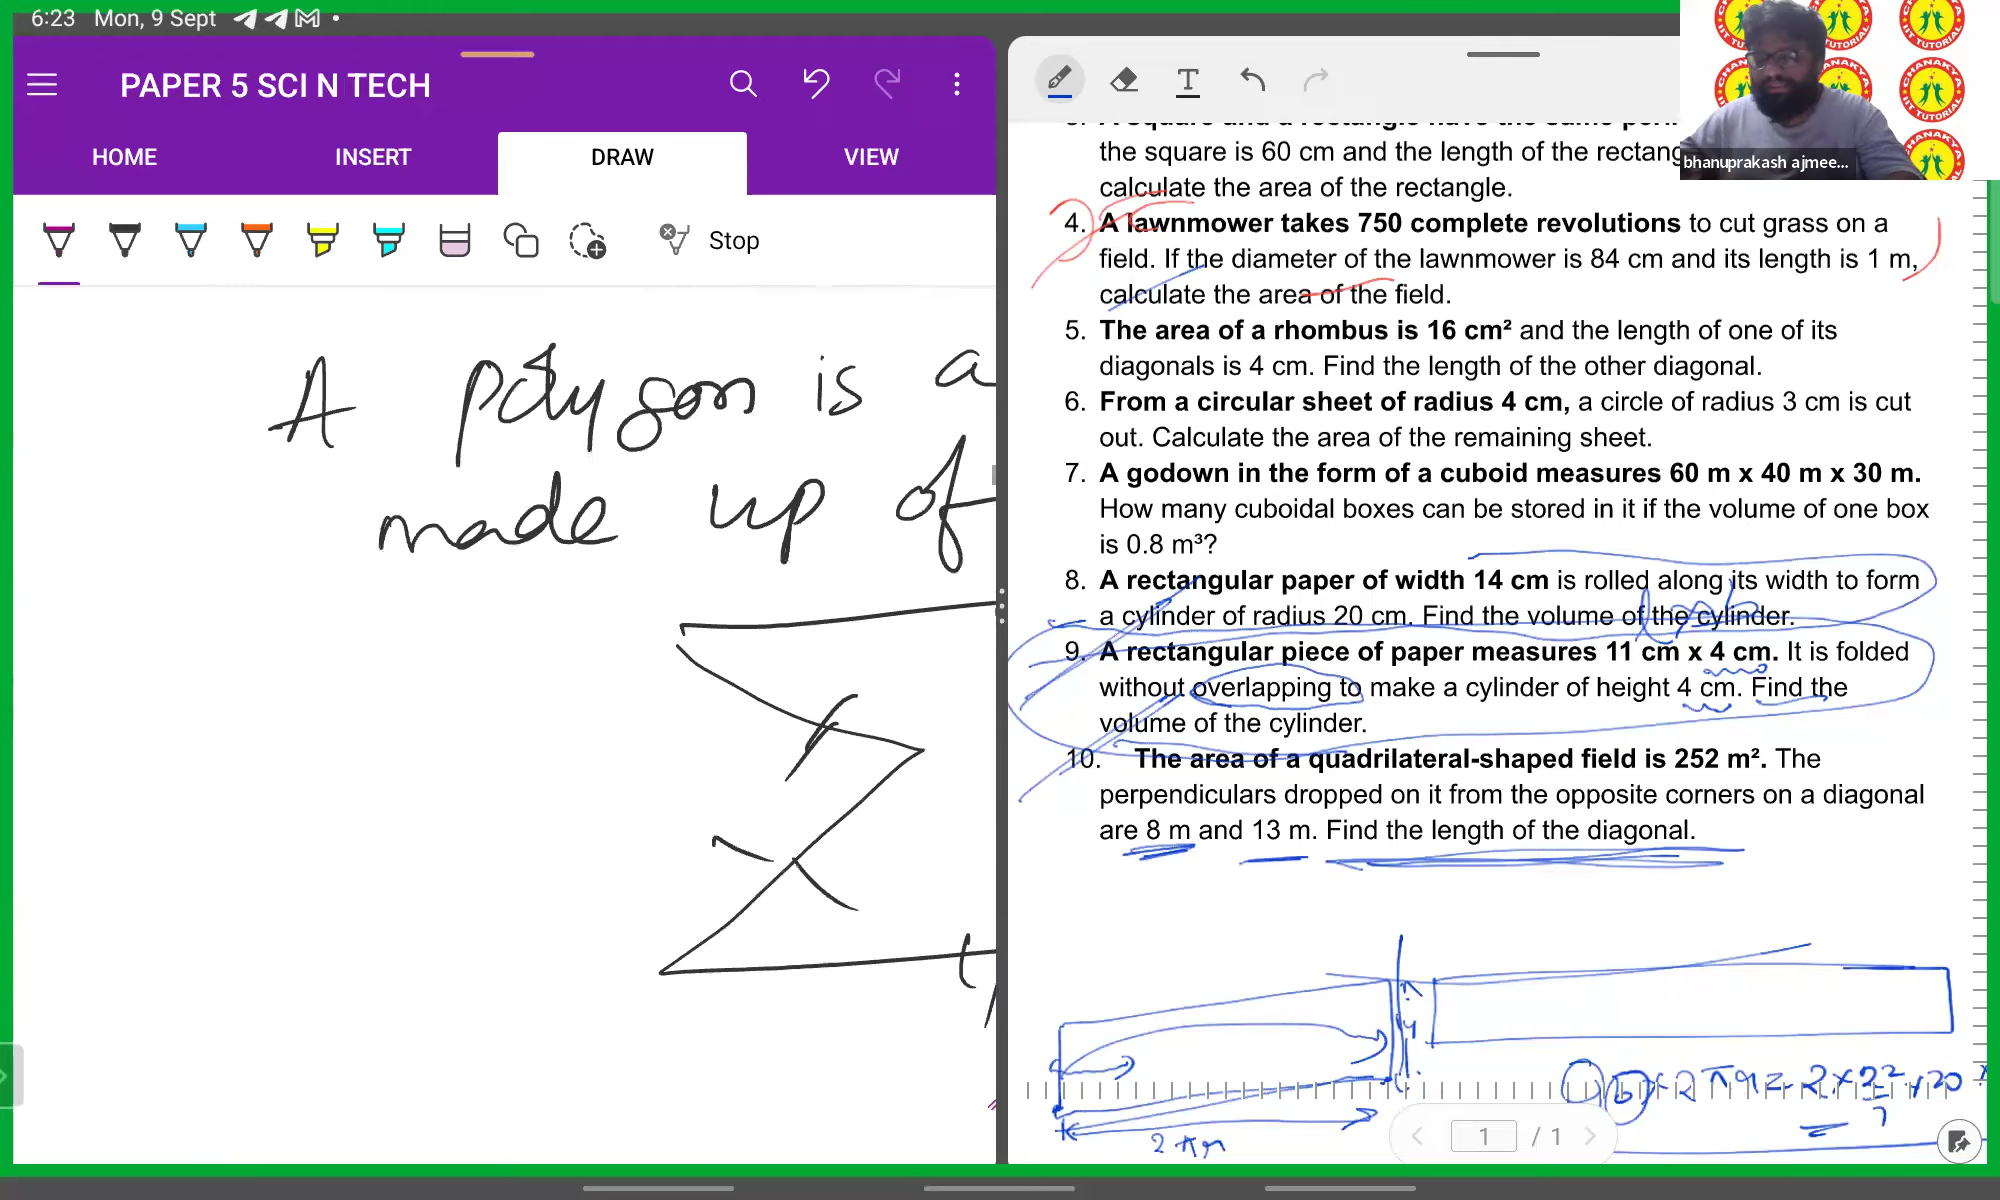 6:23 Mon, 9 Sept
PAPER 5 SCI N TECH
HOME INSERT DRAW VIEW
Stop
A polygon is a
made up of
the square is 60 cm and the length of the rectang
calculate the area of the rectangle.
4. A lawnmower takes 750 complete revolutions to cut grass on a
field. If the diameter of the lawnmower is 84 cm and its length is 1 m,
calculate the area of the field.
5. The area of a rhombus is 16 cm² and the length of one of its
diagonals is 4 cm. Find the length of the other diagonal.
6. From a circular sheet of radius 4 cm, a circle of radius 3 cm is cut
out. Calculate the area of the remaining sheet.
7. A godown in the form of a cuboid measures 60 m x 40 m x 30 m.
How many cuboidal boxes can be stored in it if the volume of one box
is 0.8 m³?
8. A rectangular paper of width 14 cm is rolled along its width to form
a cylinder of radius 20 cm. Find the volume of the cylinder.
9. A rectangular piece of paper measures 11 cm x 4 cm. It is folded
without overlapping to make a cylinder of height 4 cm. Find the
volume of the cylinder.
10. The area of a quadrilateral-shaped field is 252 m². The
perpendiculars dropped on it from the opposite corners on a diagonal
are 8 m and 13 m. Find the length of the diagonal.
1 / 1
bhanuprakash ajmee...
CHANAKYA
IIT TUTORIAL